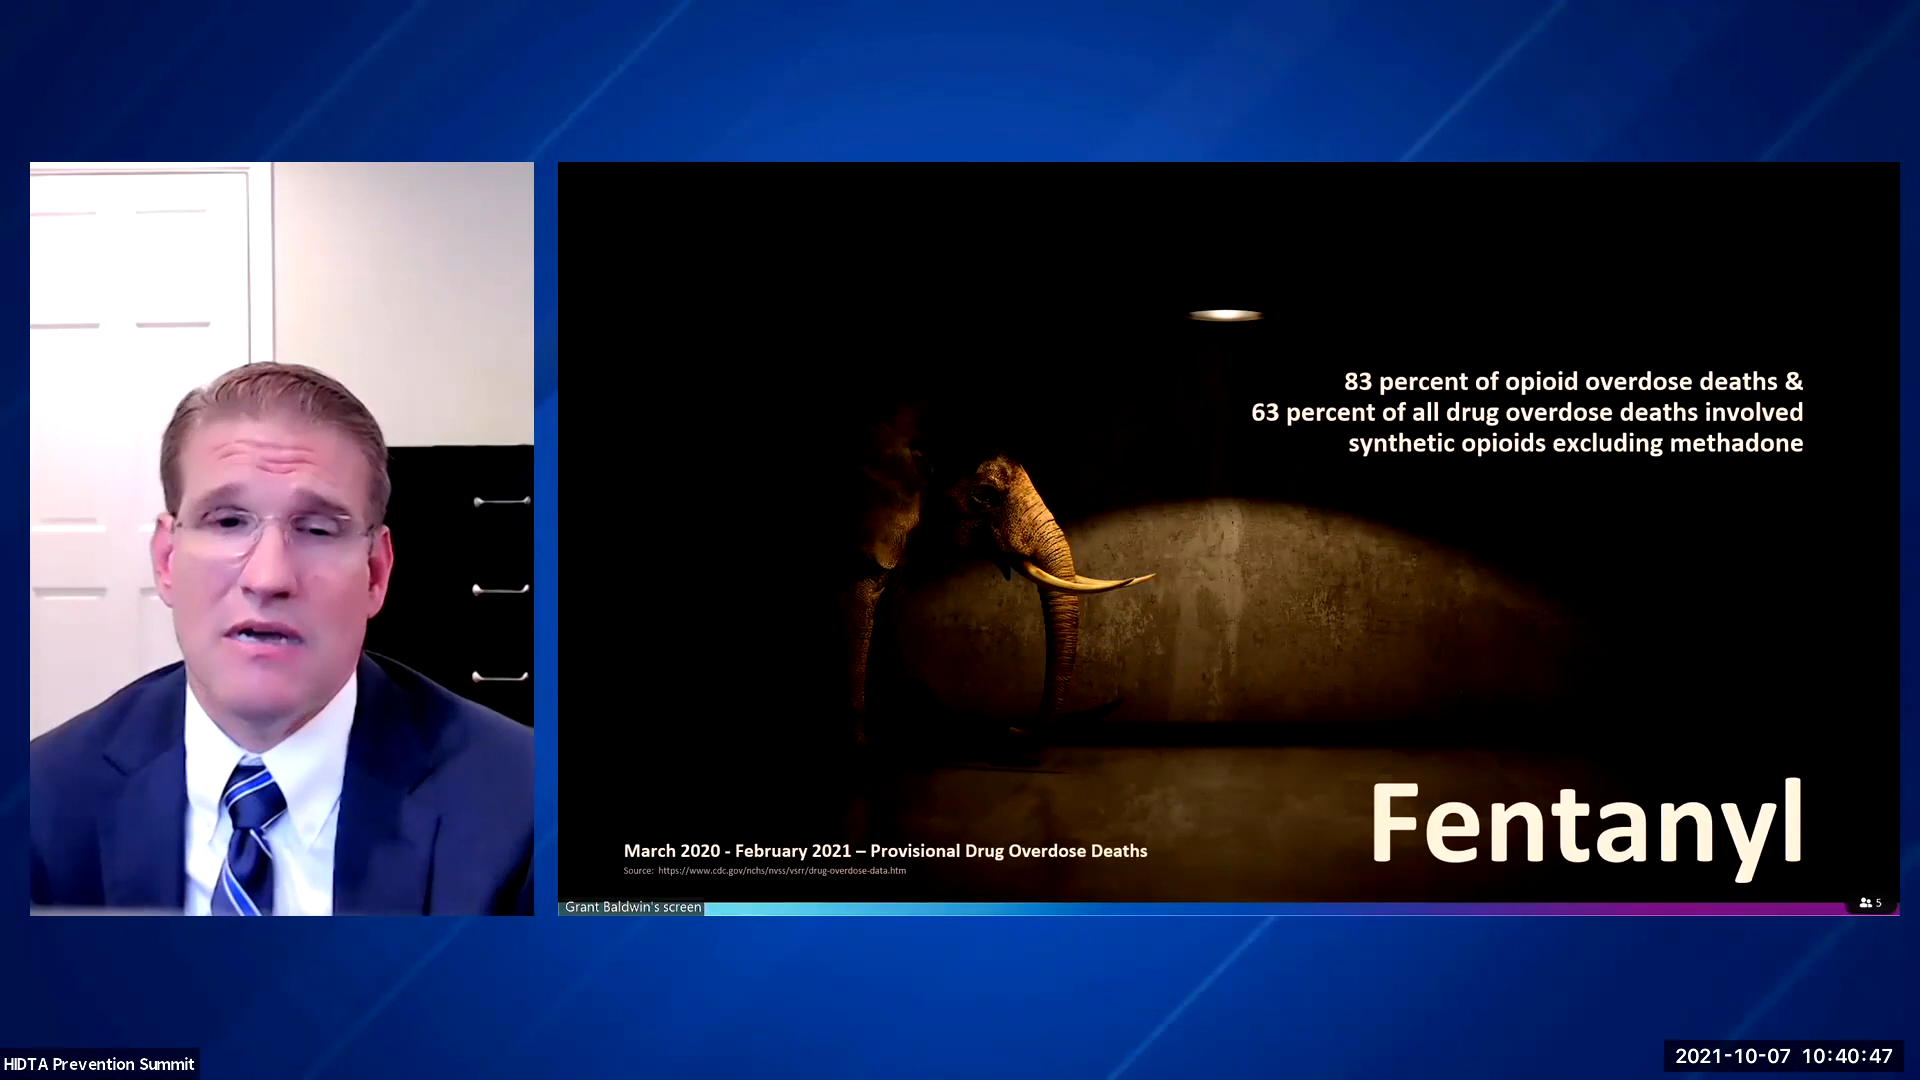 83 percent of opioid overdose deaths &
63 percent of all drug overdose deaths involved
synthetic opioids excluding methadone
Fentanyl
March 2020 - February 2021 – Provisional Drug Overdose Deaths
Source: https://www.cdc.gov/nchs/nvss/vsrr/drug-overdose-data.htm
Grant Baldwin's screen
5
HIDTA Prevention Summit
2021-10-07 10:40:47